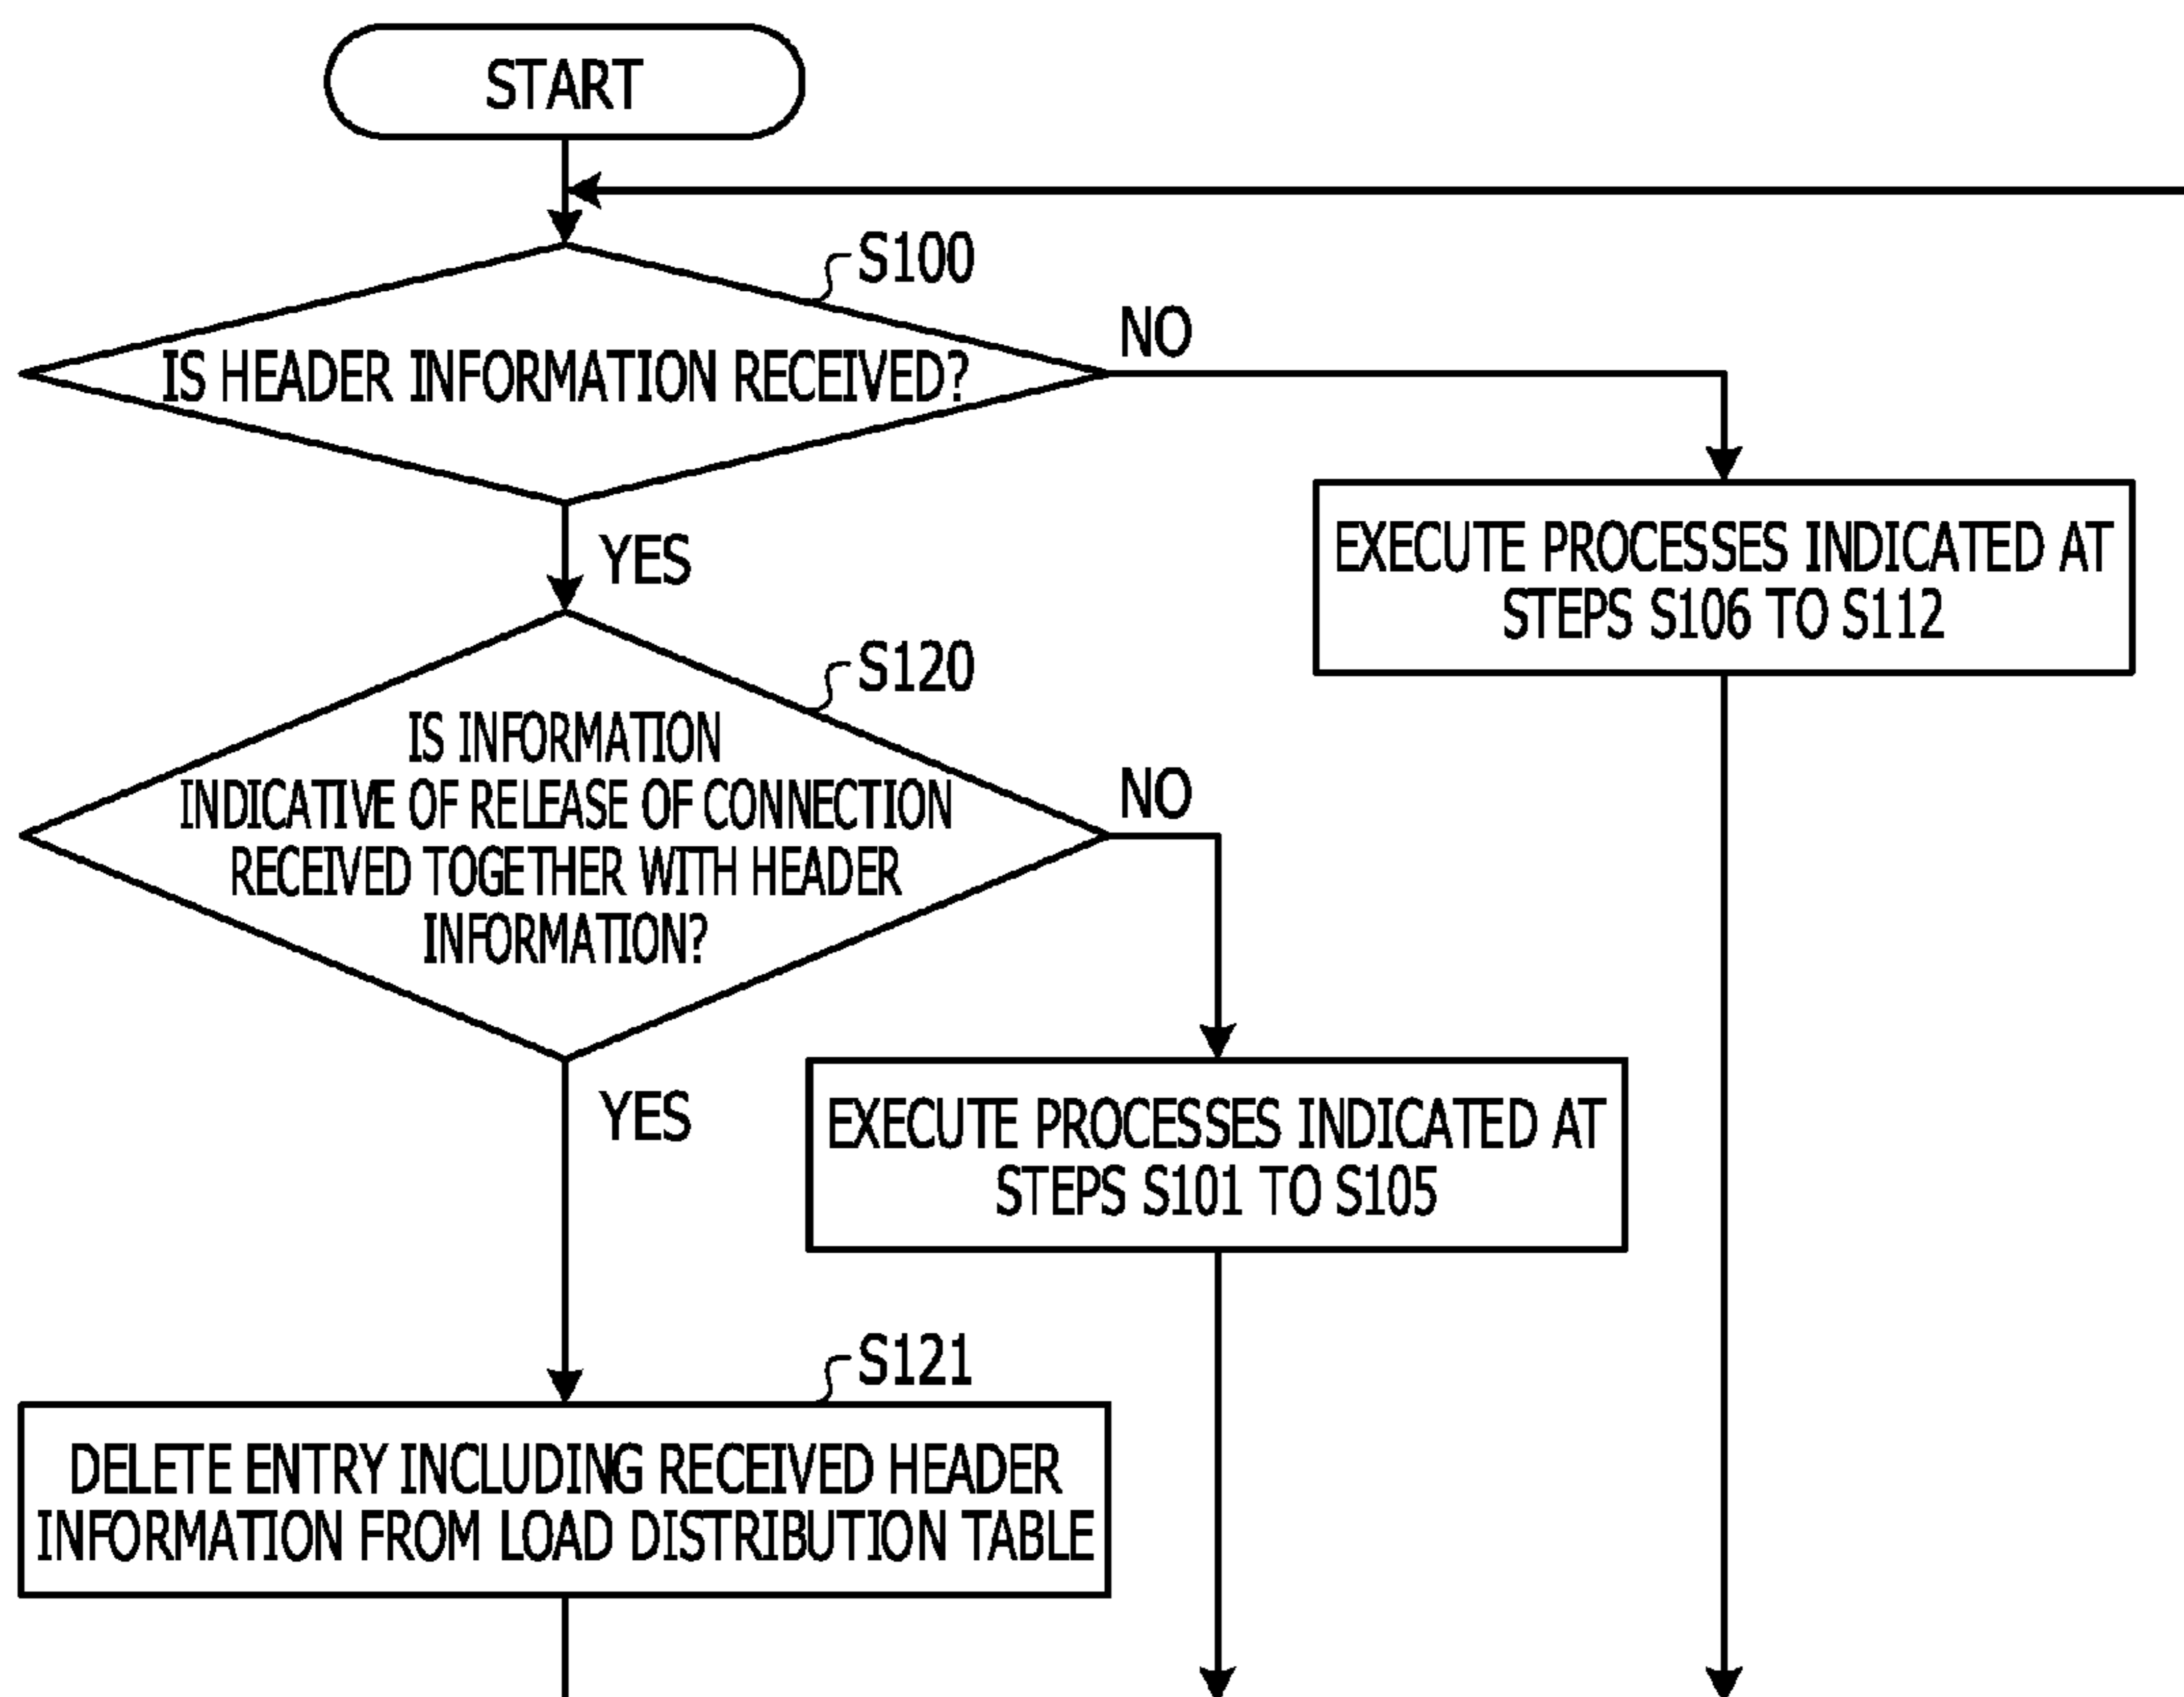 START
S100
IS HEADER INFORMATION RECEIVED?
NO
YES
EXECUTE PROCESSES INDICATED AT
STEPS S106 TO S112
S120
IS INFORMATION
INDICATIVE OF RELEASE OF CONNECTION
RECEIVED TOGETHER WITH HEADER
INFORMATION?
NO
YES
EXECUTE PROCESSES INDICATED AT
STEPS S101 TO S105
S121
DELETE ENTRY INCLUDING RECEIVED HEADER
INFORMATION FROM LOAD DISTRIBUTION TABLE